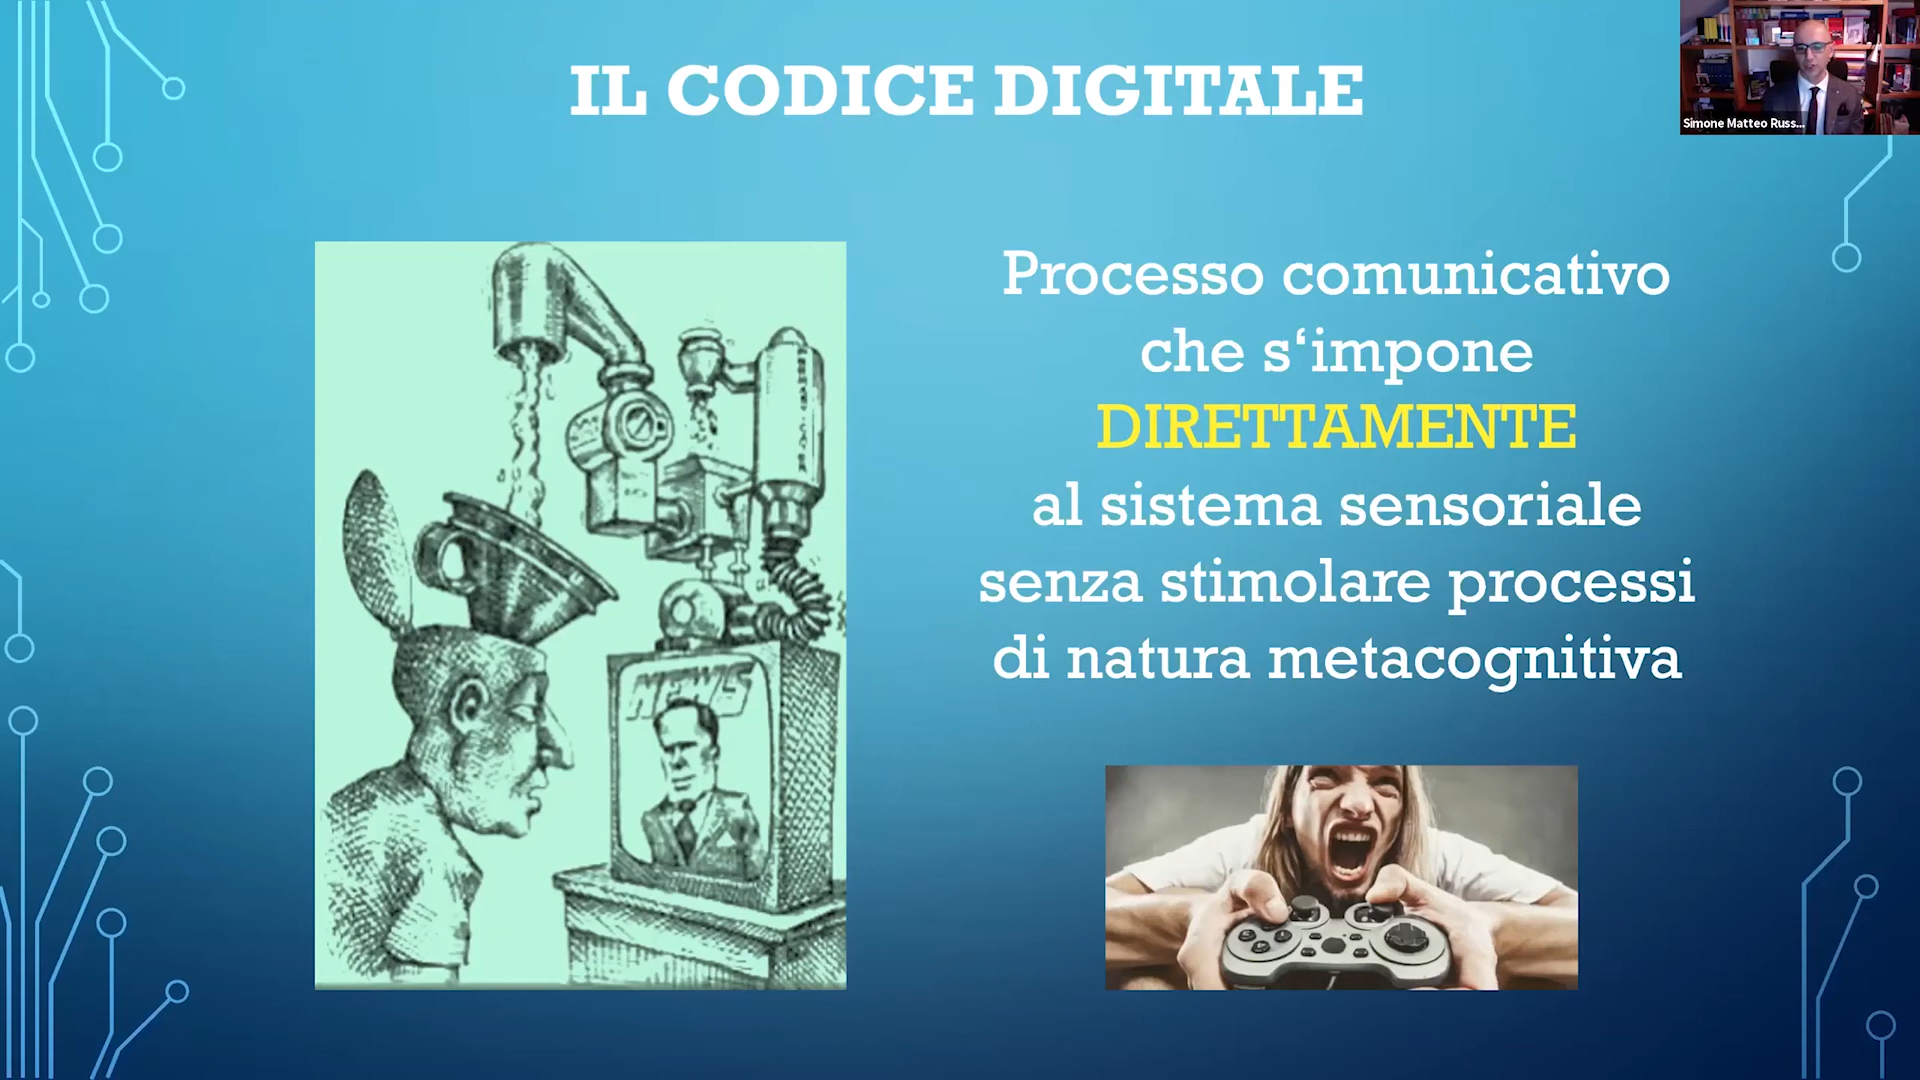 IL CODICE DIGITALE
Simone Matteo Russ...
Processo comunicativo
che s‘impone
DIRETTAMENTE
al sistema sensoriale
senza stimolare processi
di natura metacognitiva
NEWS